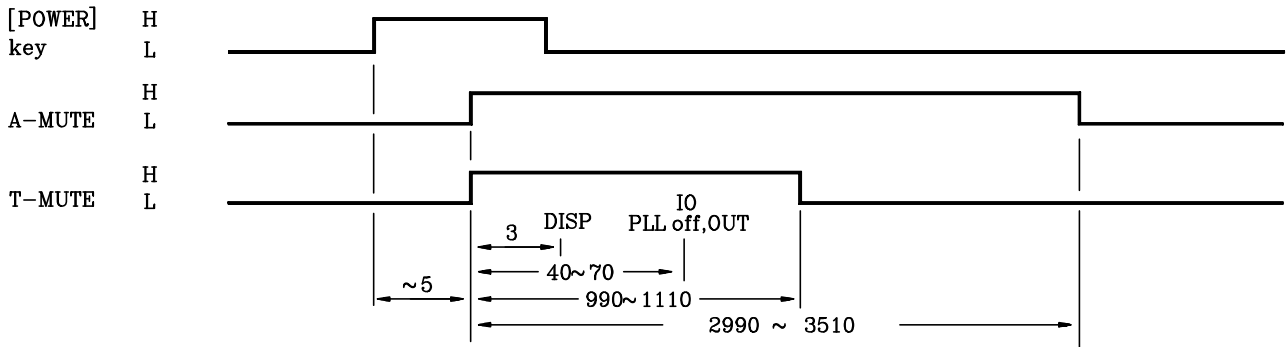 [POWER] H
key L
H
A-MUTE L
H
T-MUTE L
IO
DISP PLL off,OUT
3
40~70
~5
990~1110
2990 ~ 3510